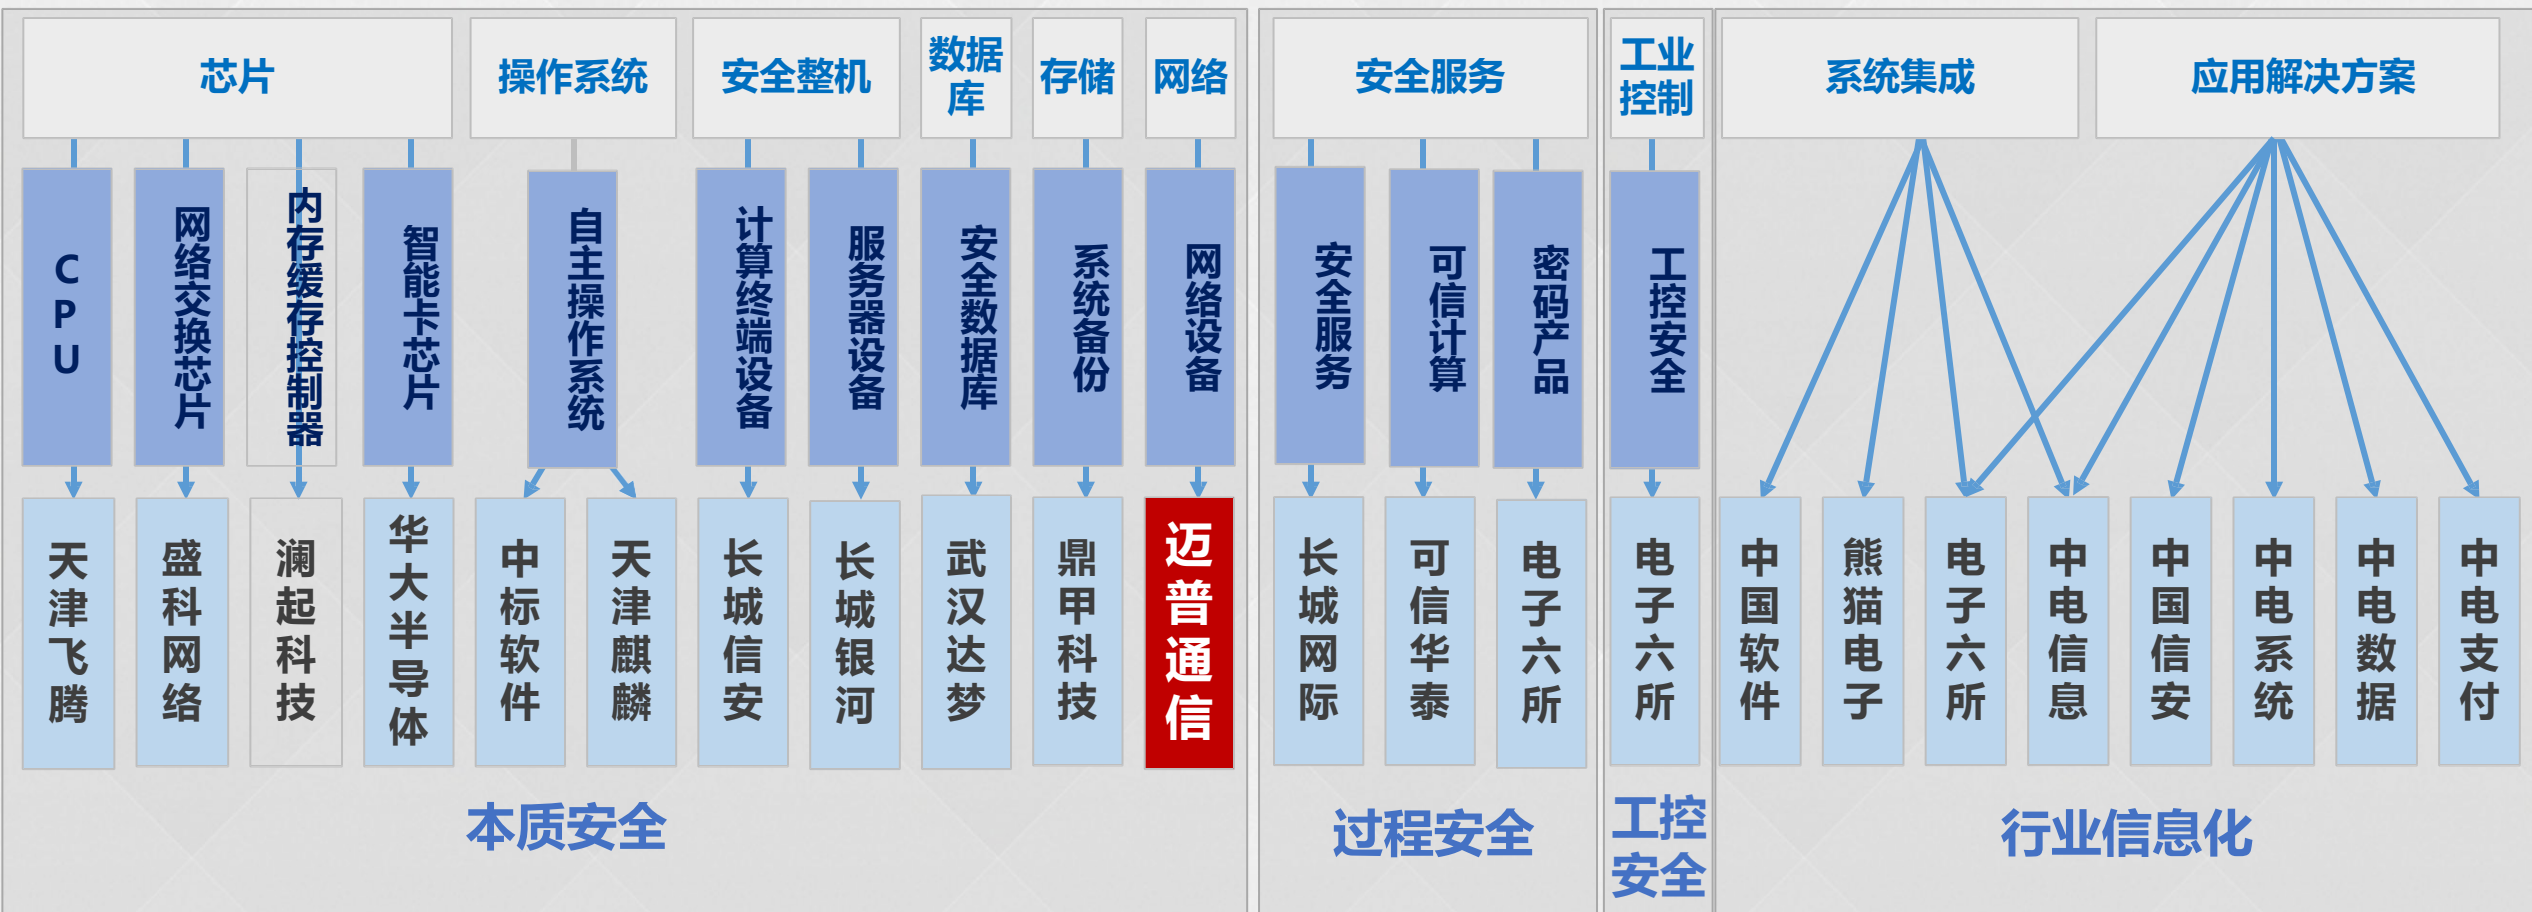 芯片
操作系统
安全整机
数据
库
存储
网络
安全服务
工业
控制
系统集成
应用解决方案
CPU
网络交换芯片
内存缓存控制器
智能卡芯片
自主操作系统
计算终端设备
服务器设备
安全数据库
系统备份
网络设备
安全服务
可信计算
密码产品
工控安全
天津飞腾
盛科网络
澜起科技
华大半导体
中标软件
天津麒麟
长城信安
长城银河
武汉达梦
鼎甲科技
迈普通信
长城网际
可信华泰
电子六所
电子六所
中国软件
熊猫电子
电子六所
中电信息
中国信安
中电系统
中电数据
中电支付
本质安全
过程安全
工控
安全
行业信息化